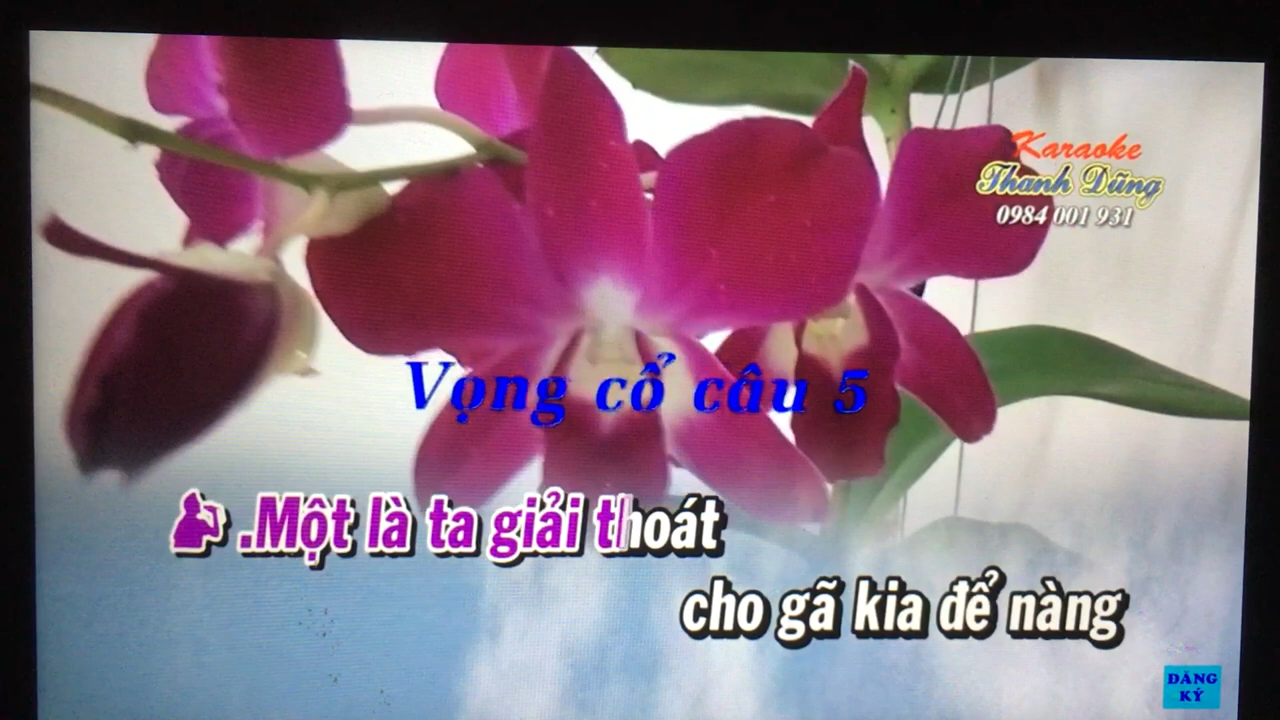 Karaoke
Thanh Dũng
0984 001 931
Vọng cổ câu 5
.Một là ta giải thoát
cho gã kia để nàng
ĐĂNG
KÝ